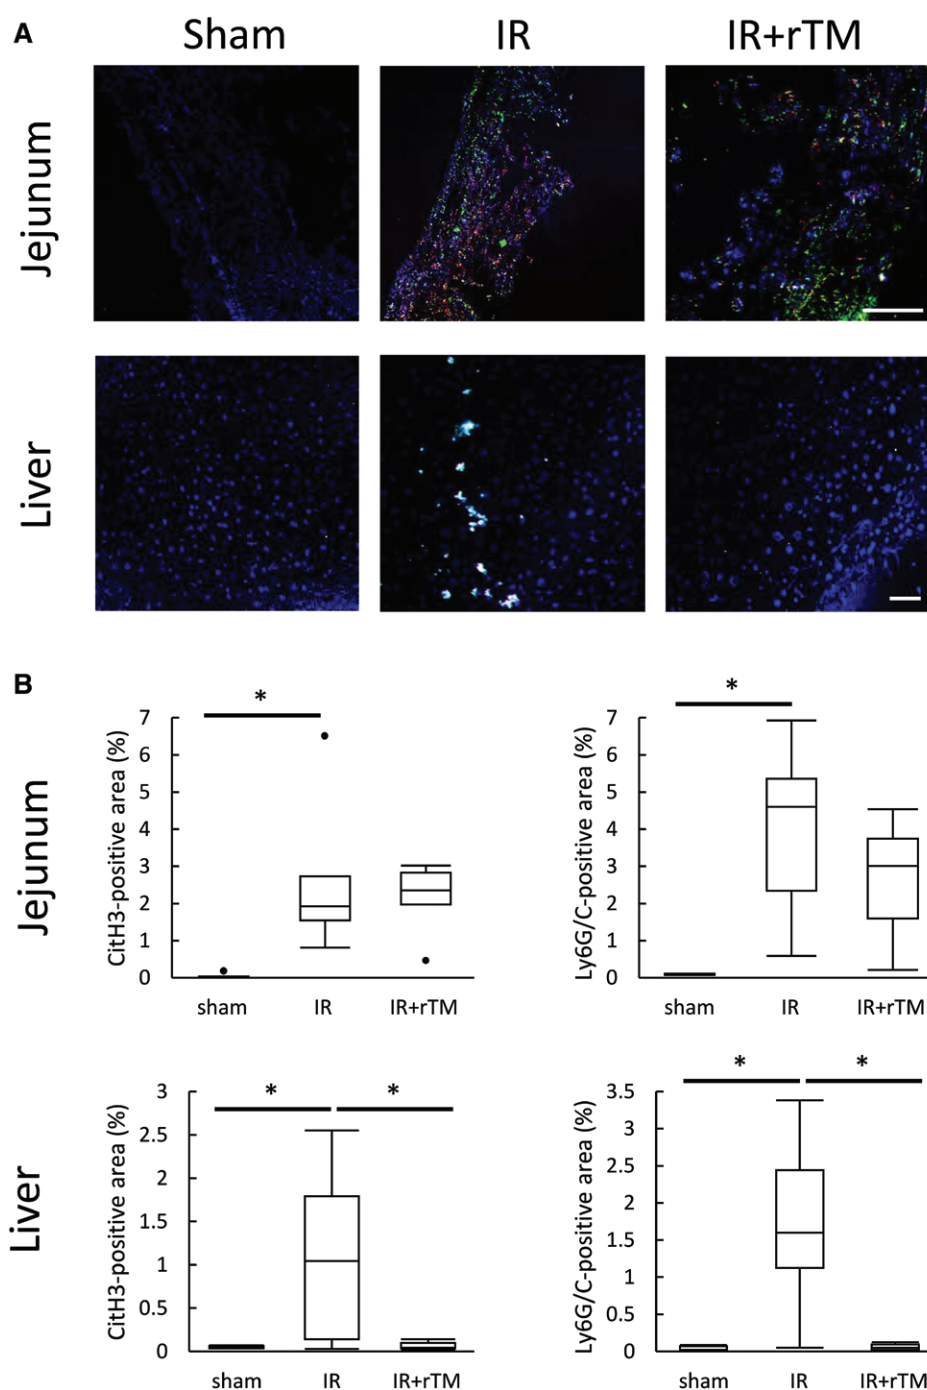 A
Sham IR IR+rTM
Jejunum
Liver
B
Jejunum
CitH3-positive area (%)
7
6
5
4
3
2
1
0
*
sham IR IR+rTM
Ly6G/C-positive area (%)
7
6
5
4
3
2
1
0
*
sham IR IR+rTM
Liver
CitH3-positive area (%)
3
2.5
2
1.5
1
0.5
0
* *
sham IR IR+rTM
Ly6G/C-positive area (%)
3.5
3
2.5
2
1.5
1
0.5
0
* *
sham IR IR+rTM